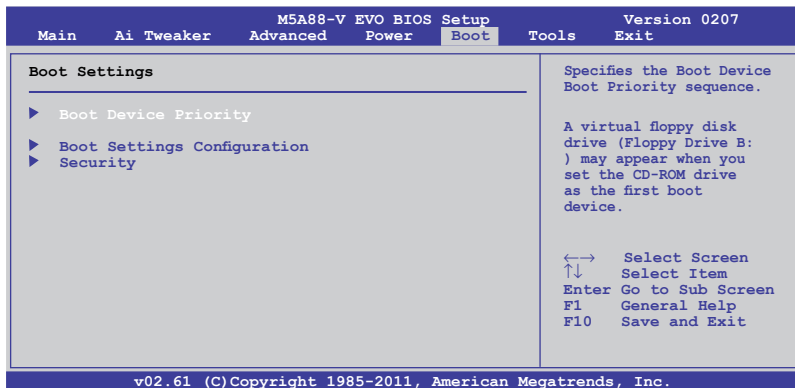 M5A88-V EVO BIOS Setup Version 0207
Main Ai Tweaker Advanced Power Boot Tools Exit
Boot Settings
Boot Device Priority
Boot Settings Configuration
Security
Specifies the Boot Device
Boot Priority sequence.
A virtual floppy disk
drive (Floppy Drive B:
) may appear when you
set the CD-ROM drive
as the first boot
device.
←→ Select Screen
↑↓ Select Item
Enter Go to Sub Screen
F1 General Help
F10 Save and Exit
v02.61 (C)Copyright 1985-2011, American Megatrends, Inc.